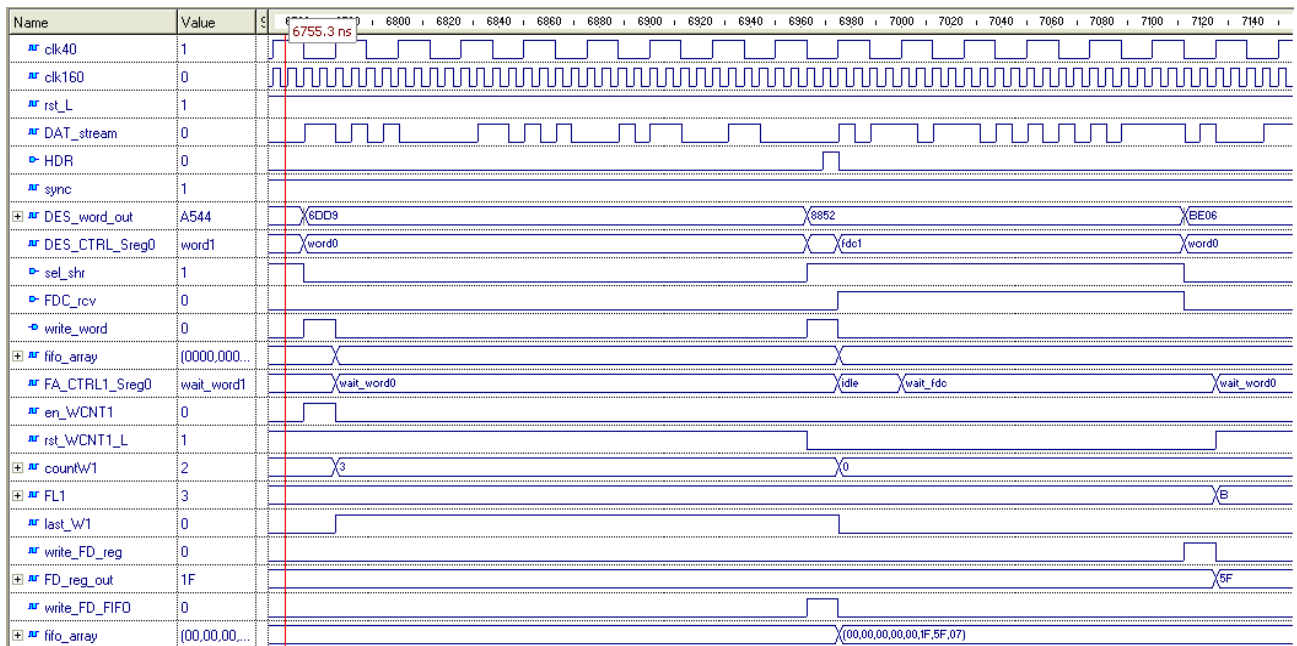 Name Value S 6800 6820 6840 6860 6880 6900 6920 6940 6960 6980 7000 7020 7040 7060 7080 7100 7120 7140
6755.3 ns
clk40 1
clk160 0
rst_L 1
DAT_stream 0
HDR 0
sync 1
DES_word_out A544 6DD9 8852 BE06
DES_CTRL_Sreg0 word1 word0 fdc1 word0
sel_shr 1
FDC_rcv 0
write_word 0
fifo_array (0000,000...
FA_CTRL1_Sreg0 wait_word1 wait_word0 idle wait_fdc wait_word0
en_WCNT1 0
rst_WCNT1_L 1
countW1 2 3 0
FL1 3 B
last_W1 0
write_FD_reg 0
FD_reg_out 1F 5F
write_FD_FIFO 0
fifo_array (00,00,00,... (00,00,00,00,00,1F,5F,07)